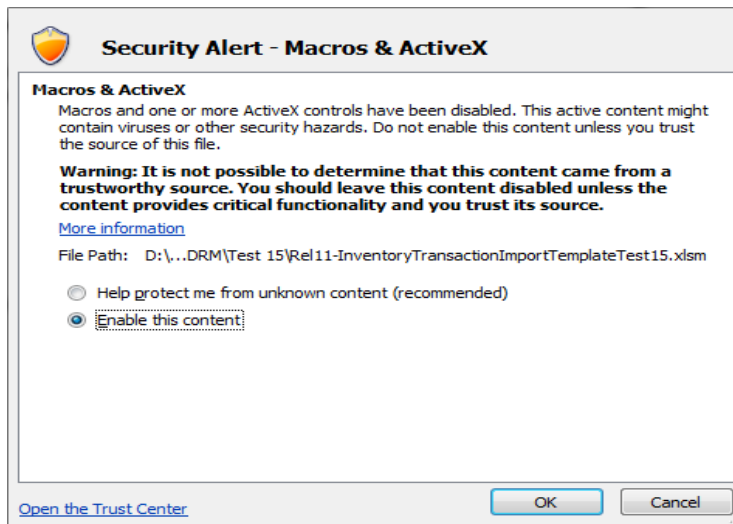 Security Alert - Macros & ActiveX
Macros & ActiveX
Macros and one or more ActiveX controls have been disabled. This active content might
contain viruses or other security hazards. Do not enable this content unless you trust
the source of this file.
Warning: It is not possible to determine that this content came from a
trustworthy source. You should leave this content disabled unless the
content provides critical functionality and you trust its source.
More information
File Path: D:\...DRM\Test 15\Rel11-InventoryTransactionImportTemplateTest15.xlsm
Help protect me from unknown content (recommended)
Enable this content
Open the Trust Center
OK
Cancel